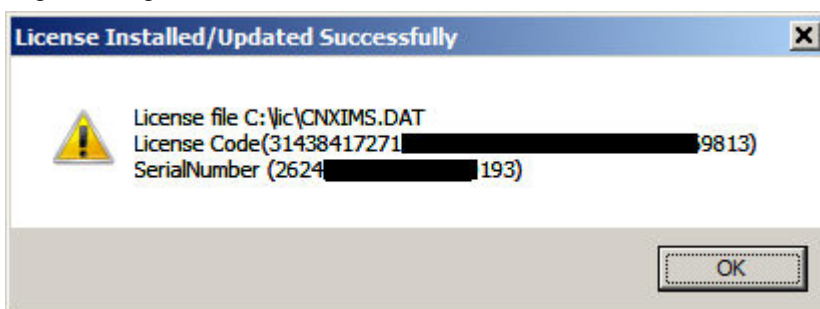 License Installed/Updated Successfully
License file C:\lic\CNXIMS.DAT
License Code(31438417271 9813)
SerialNumber (2624 193)
OK